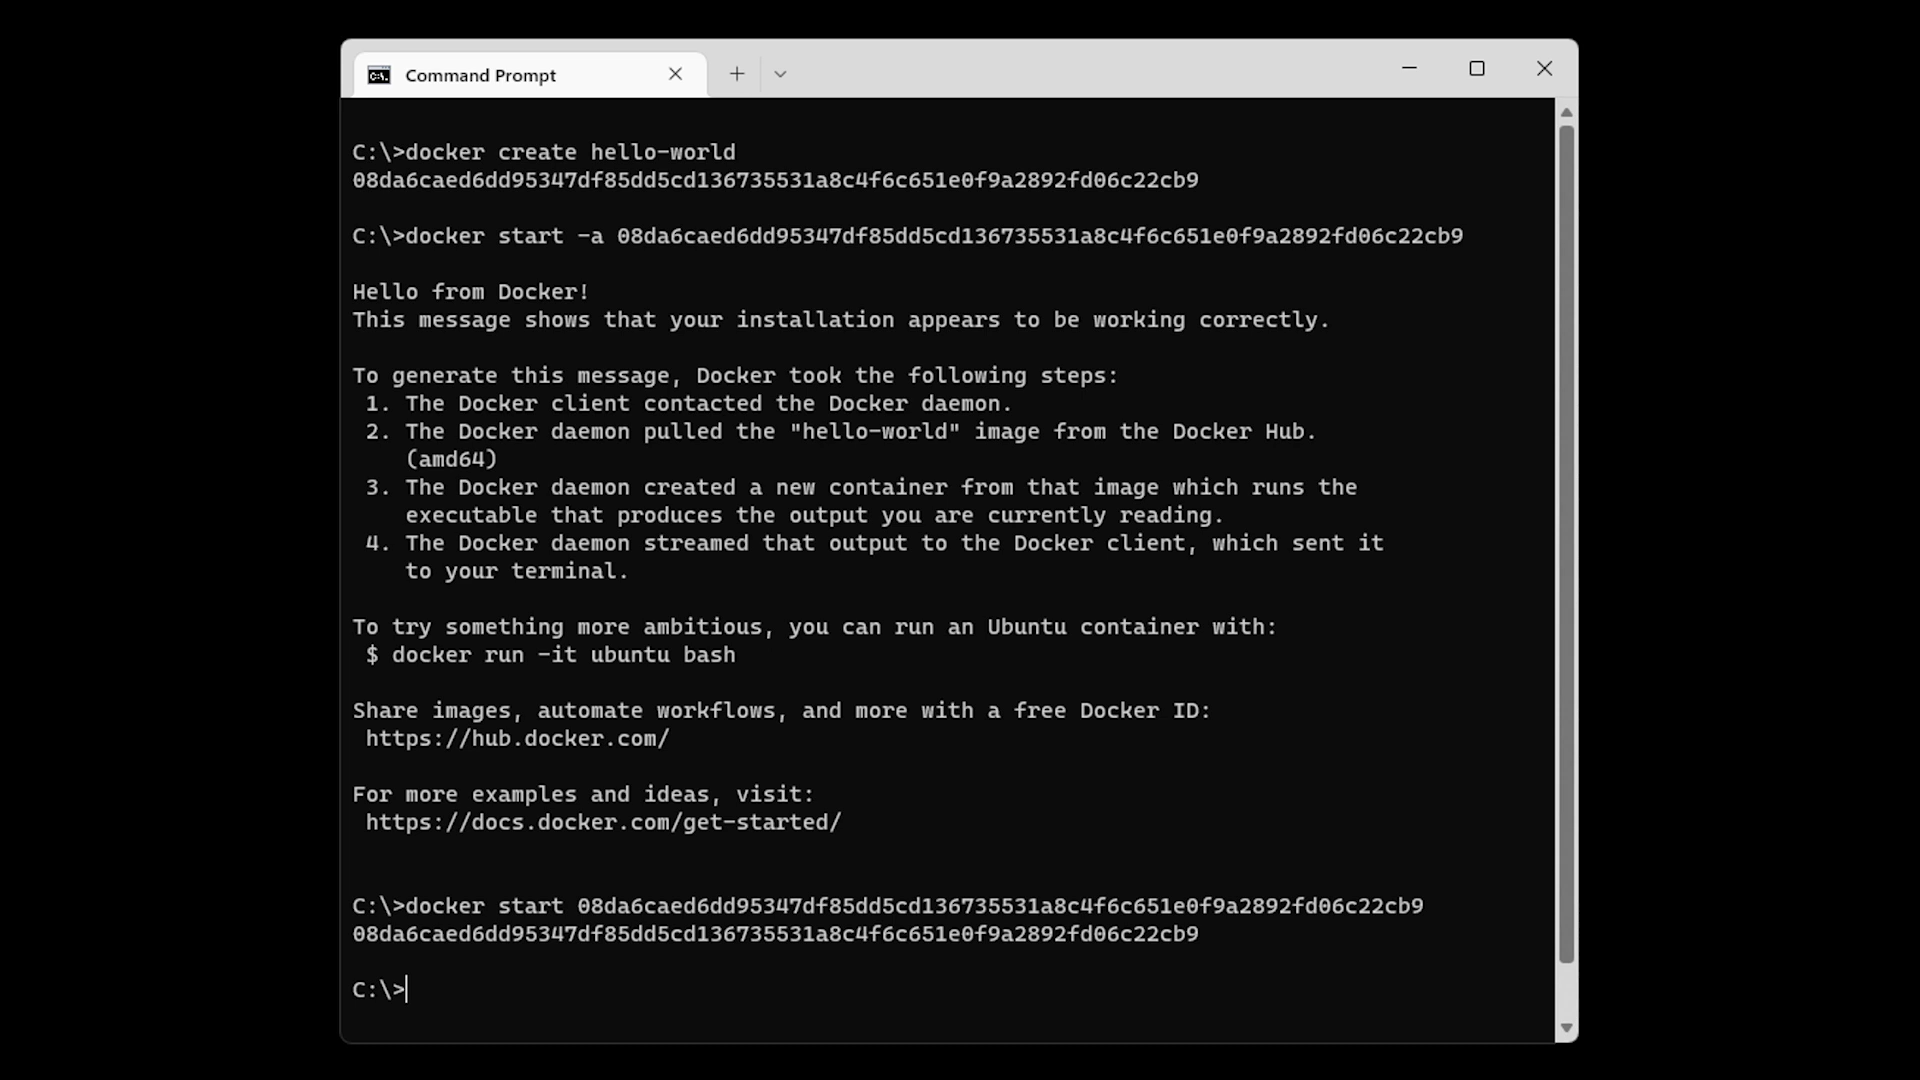 Command Prompt
C:\>docker create hello-world
08da6caed6dd95347df85dd5cd136735531a8c4f6c651e0f9a2892fd06c22cb9
C:\>docker start -a 08da6caed6dd95347df85dd5cd136735531a8c4f6c651e0f9a2892fd06c22cb9
Hello from Docker!
This message shows that your installation appears to be working correctly.
To generate this message, Docker took the following steps:
1. The Docker client contacted the Docker daemon.
2. The Docker daemon pulled the "hello-world" image from the Docker Hub.
(amd64)
3. The Docker daemon created a new container from that image which runs the
executable that produces the output you are currently reading.
4. The Docker daemon streamed that output to the Docker client, which sent it
to your terminal.
To try something more ambitious, you can run an Ubuntu container with:
$ docker run -it ubuntu bash
Share images, automate workflows, and more with a free Docker ID:
https://hub.docker.com/
For more examples and ideas, visit:
https://docs.docker.com/get-started/
C:\>docker start 08da6caed6dd95347df85dd5cd136735531a8c4f6c651e0f9a2892fd06c22cb9
08da6caed6dd95347df85dd5cd136735531a8c4f6c651e0f9a2892fd06c22cb9
C:\>